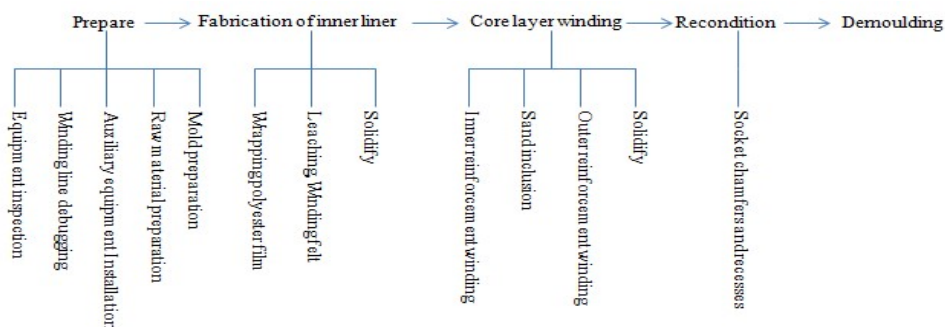 Prepare
Fabrication of inner liner
Core layer winding
Recondition
Demoulding
Equipment inspection
Winding line debugging
Auxiliary equipment Installation
Raw material preparation
Mold preparation
Wrapping polyester film
Leaching Winding felt
Solidify
Inner reinforcement winding
Sand inclusion
Outer reinforcement winding
Solidify
Socket chamfers and recesses